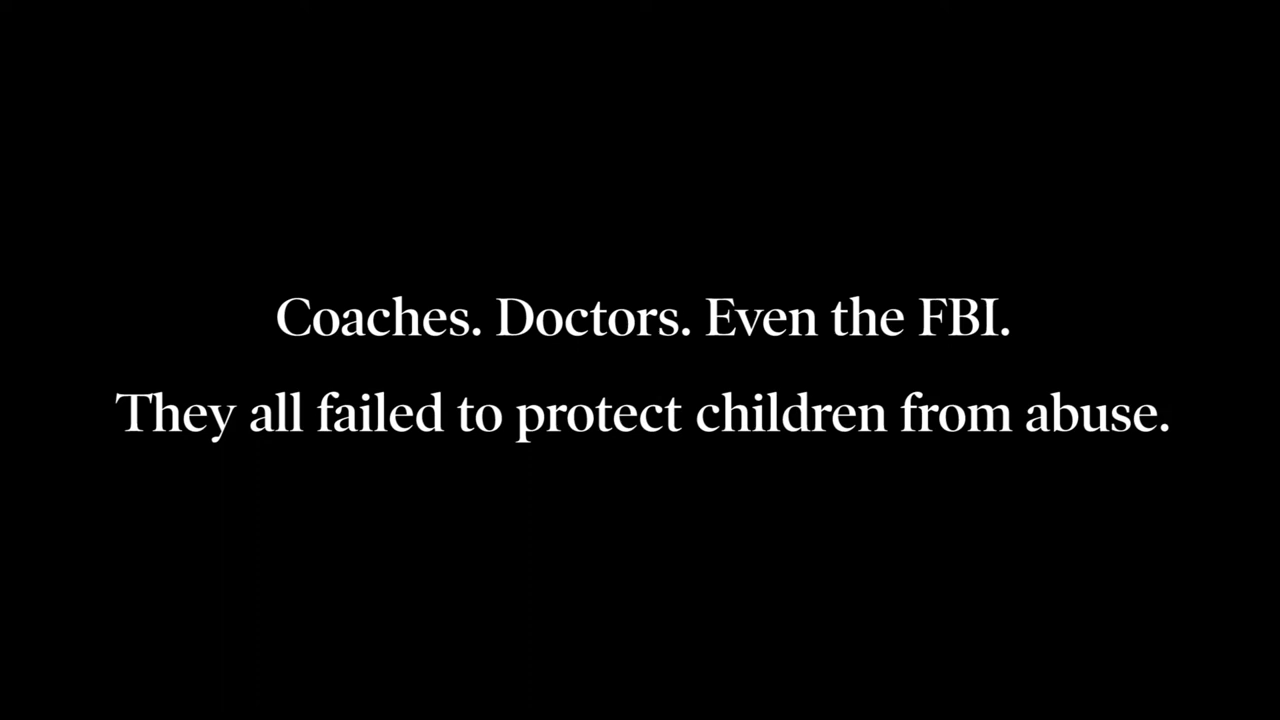 Coaches. Doctors. Even the FBI.
They all failed to protect children from abuse.